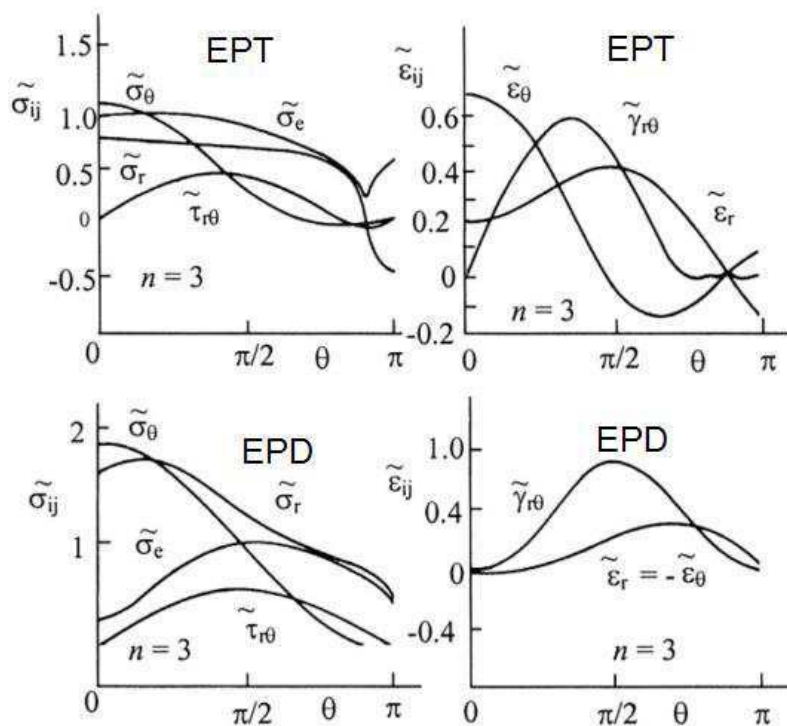 EPT
1.5
σ̃ij
σ̃θ
1.0
σ̃e
σ̃r
0.5
τ̃rθ
0
-0.5
n = 3
0
π/2
θ
π
EPT
ε̃ij
ε̃θ
γ̃rθ
0.6
0.4
ε̃r
0.2
0
n = 3
-0.2
0
π/2
θ
π
EPD
σ̃θ
2
σ̃ij
σ̃r
σ̃e
1
τ̃rθ
n = 3
0
π/2
θ
π
EPD
ε̃ij
1.0
γ̃rθ
0.4
0
ε̃r = - ε̃θ
-0.4
n = 3
0
π/2
θ
π